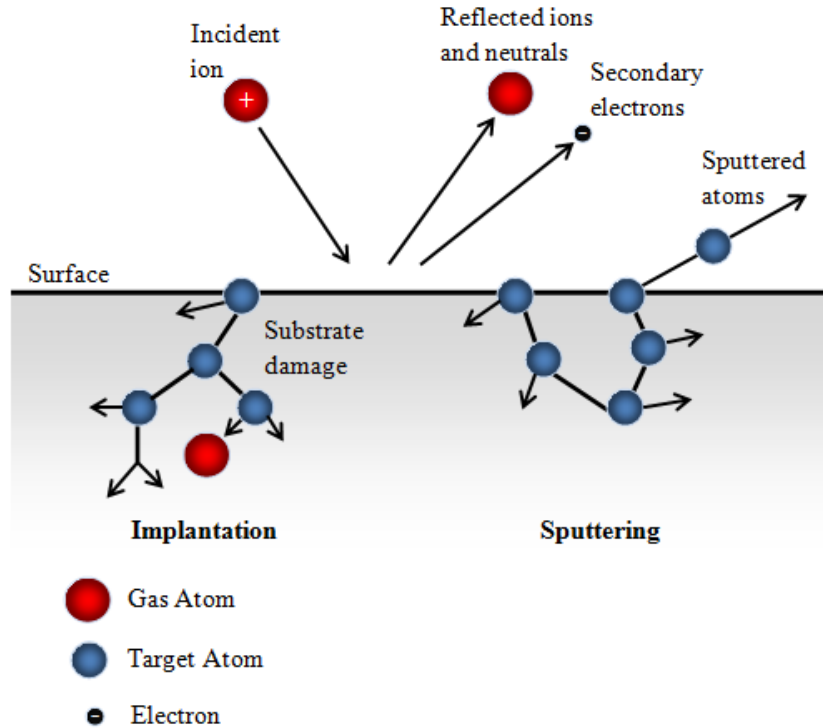 Incident
ion
+
Reflected ions
and neutrals
Secondary
electrons
Sputtered
atoms
Surface
Substrate
damage
Implantation
Sputtering
Gas Atom
Target Atom
Electron